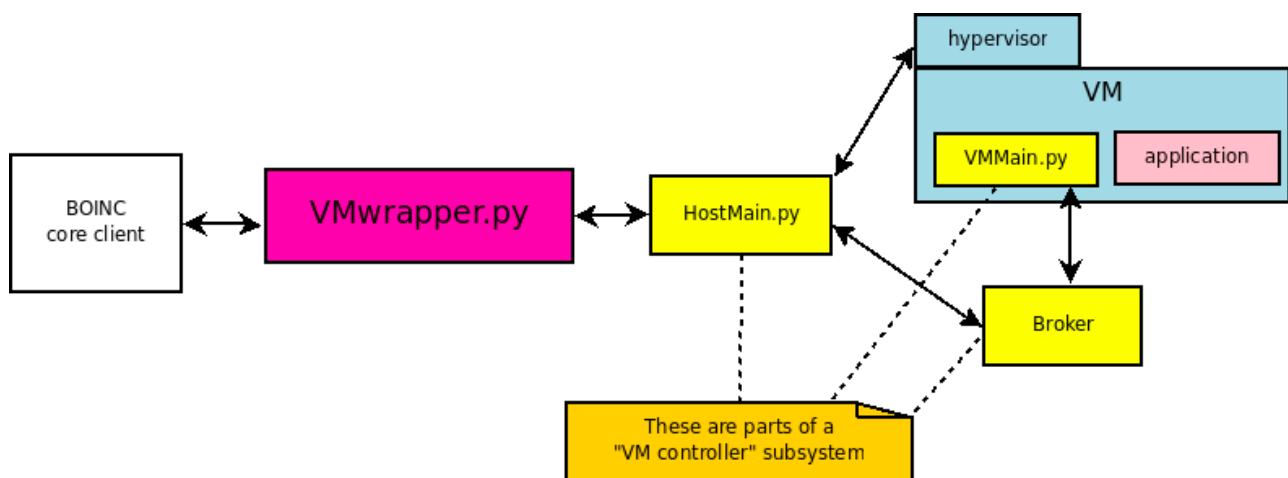 hypervisor
VM
VMMain.py
application
BOINC
core client
VMwrapper.py
HostMain.py
Broker
These are parts of a
"VM controller" subsystem